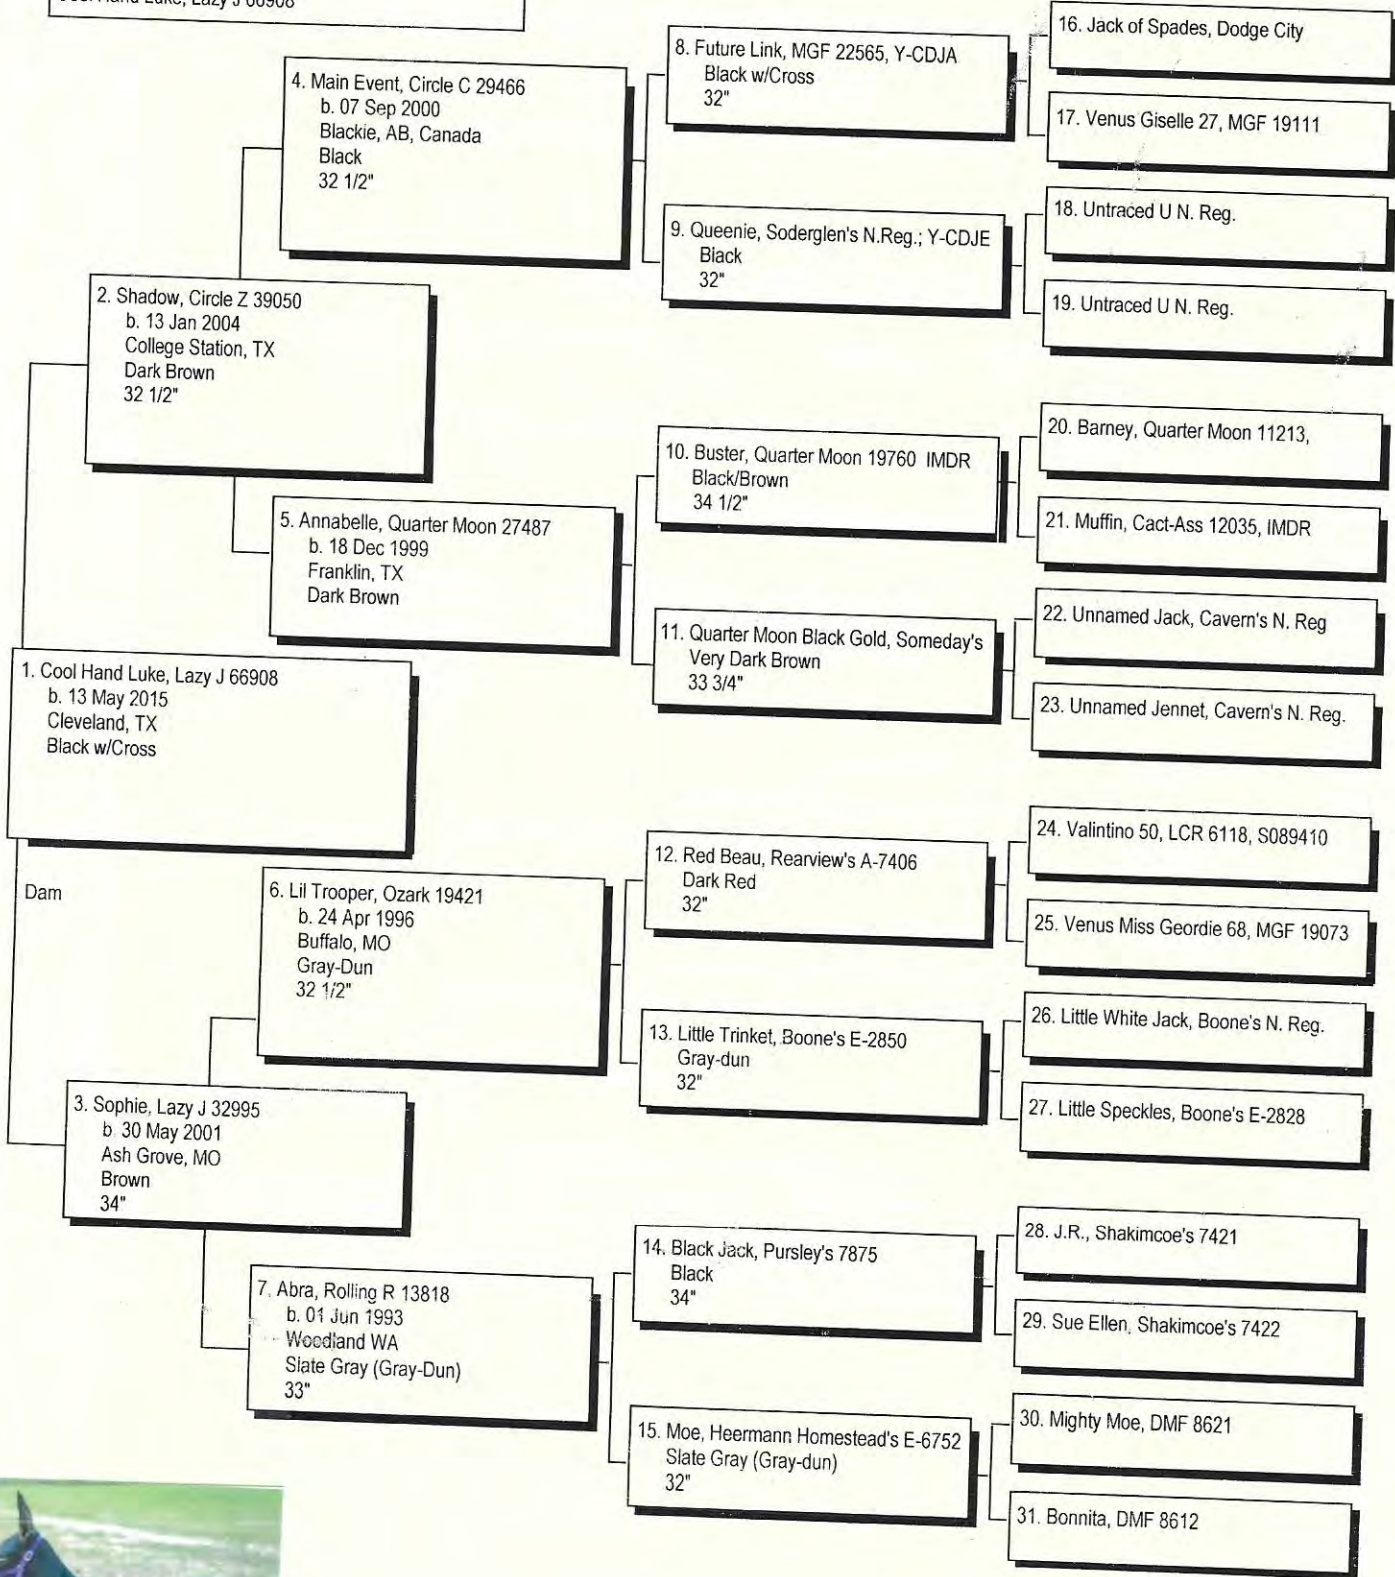 Cool Hand Luke, Lazy J 66908
16. Jack of Spades, Dodge City
8. Future Link, MGF 22565, Y-CDJA
Black w/Cross
32"
4. Main Event, Circle C 29466
b. 07 Sep 2000
Blackie, AB, Canada
Black
32 1/2"
17. Venus Giselle 27, MGF 19111
18. Untraced U N. Reg.
9. Queenie, Soderglen's N.Reg.; Y-CDJE
Black
32"
19. Untraced U N. Reg.
2. Shadow, Circle Z 39050
b. 13 Jan 2004
College Station, TX
Dark Brown
32 1/2"
20. Barney, Quarter Moon 11213,
10. Buster, Quarter Moon 19760 IMDR
Black/Brown
34 1/2"
21. Muffin, Cact-Ass 12035, IMDR
5. Annabelle, Quarter Moon 27487
b. 18 Dec 1999
Franklin, TX
Dark Brown
22. Unnamed Jack, Cavern's N. Reg
11. Quarter Moon Black Gold, Someday's
Very Dark Brown
33 3/4"
23. Unnamed Jennet, Cavern's N. Reg.
1. Cool Hand Luke, Lazy J 66908
b. 13 May 2015
Cleveland, TX
Black w/Cross
24. Valintino 50, LCR 6118, S089410
12. Red Beau, Rearview's A-7406
Dark Red
32"
25. Venus Miss Geordie 68, MGF 19073
Dam
6. Lil Trooper, Ozark 19421
b. 24 Apr 1996
Buffalo, MO
Gray-Dun
32 1/2"
26. Little White Jack, Boone's N. Reg.
13. Little Trinket, Boone's E-2850
Gray-dun
32"
27. Little Speckles, Boone's E-2828
3. Sophie, Lazy J 32995
b. 30 May 2001
Ash Grove, MO
Brown
34"
28. J.R., Shakimcoe's 7421
14. Black Jack, Pursley's 7875
Black
34"
29. Sue Ellen, Shakimcoe's 7422
7. Abra, Rolling R 13818
b. 01 Jun 1993
Woodland WA
Slate Gray (Gray-Dun)
33"
30. Mighty Moe, DMF 8621
15. Moe, Heermann Homestead's E-6752
Slate Gray (Gray-dun)
32"
31. Bonnita, DMF 8612